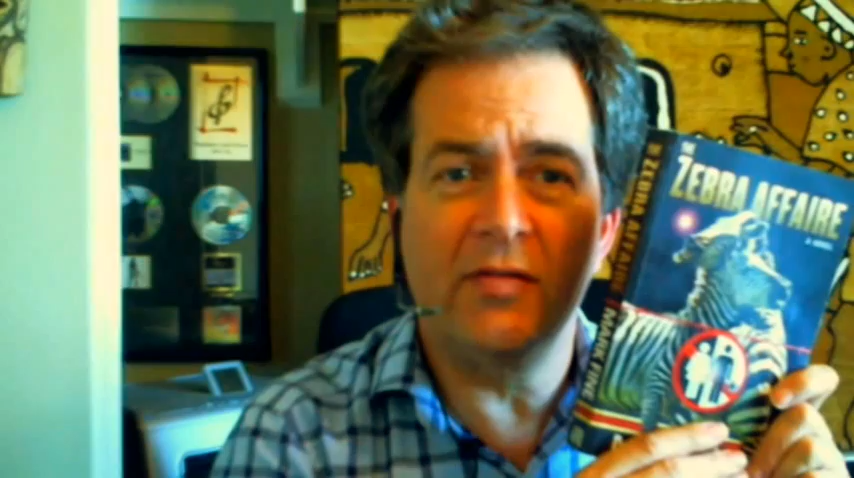 THE
ZEBRA AFFAIRE
A NOVEL
ZEBRA AFFAIRE
MARK FINE